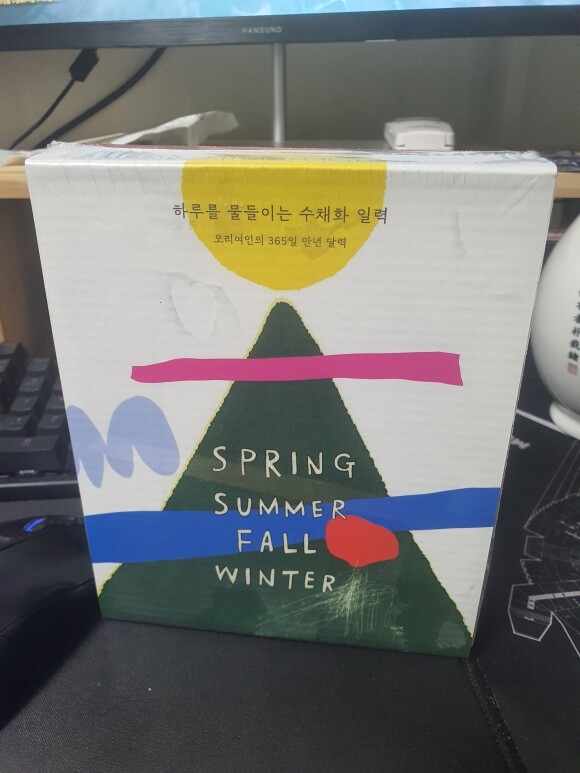 HANSUNG
하루를 물들이는 수채화 일력
오리여인의 365일 만년 달력
SPRING
SUMMER
FALL
WINTER